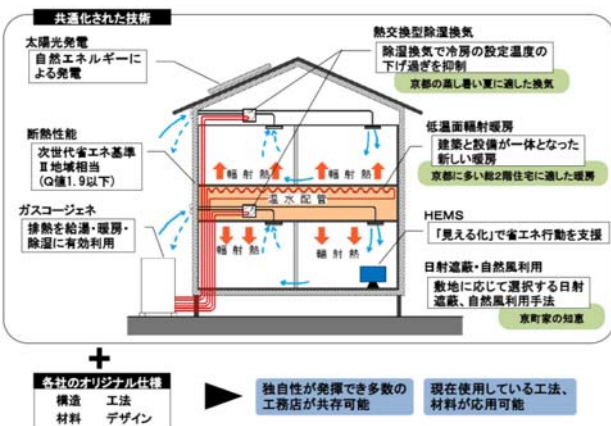 共通化された技術
太陽光発電
自然エネルギーに
よる発電
熱交換型除湿換気
除湿換気で冷房の設定温度の
下げ過ぎを抑制
京都の蒸し暑い夏に適した換気
断熱性能
次世代省エネ基準
Ⅱ地域相当
(Q値1.9以下)
低温面輻射暖房
建築と設備が一体となった
新しい暖房
京都に多い総2階住宅に適した暖房
輻射熱
輻射熱
温水配管
輻射熱
輻射熱
ガスコージェネ
排熱を給湯・暖房・
除湿に有効利用
HEMS
「見える化」で省エネ行動を支援
日射遮蔽・自然風利用
敷地に応じて選択する日射
遮蔽、自然風利用手法
京町家の知恵
+
各社のオリジナル仕様
構造 工法
材料 デザイン
独自性が発揮でき多数の
工務店が共存可能
現在使用している工法、
材料が応用可能